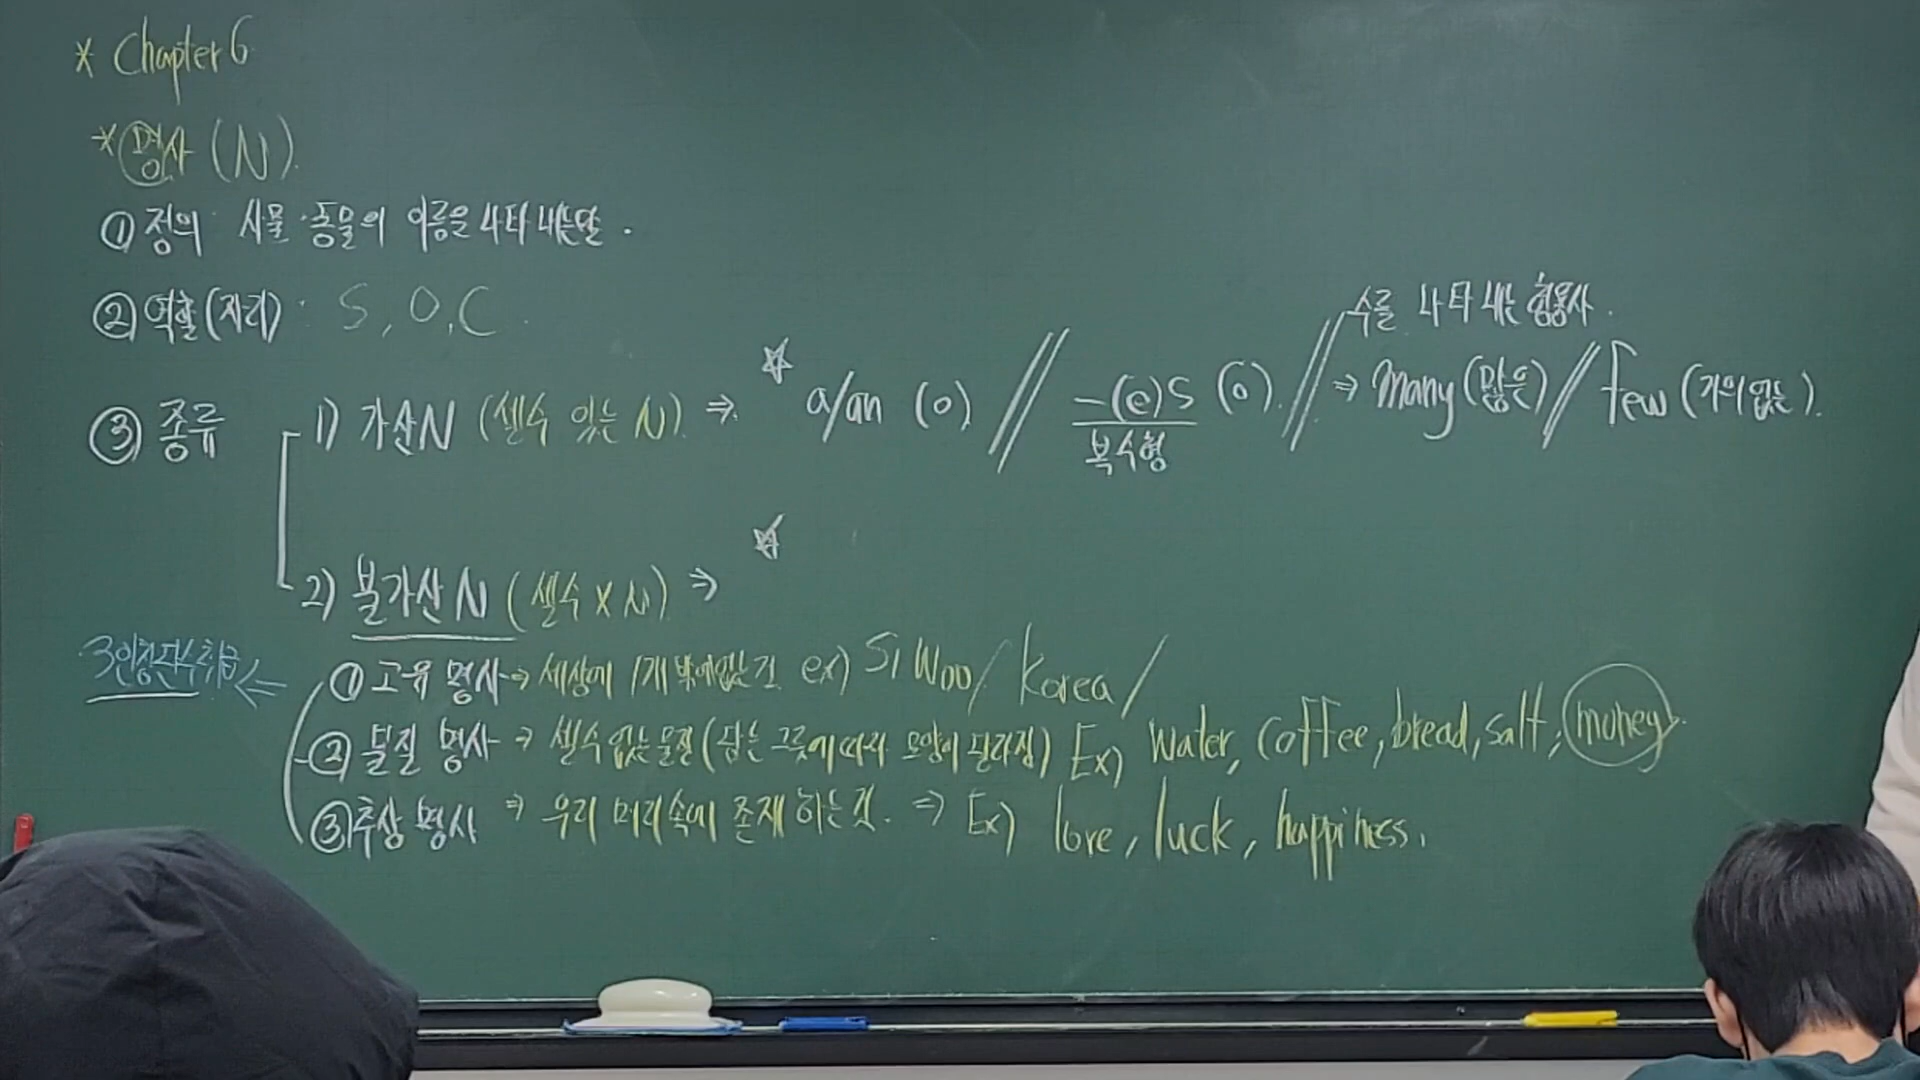 * Chapter 6
* 명사 (N).
① 정의 사물·동물의 이름을 나타내는말.
② 역할(자리) : S, O, C.
수를 나타내는 형용사.
③ 종류 1) 가산N (셀수 있는 N) ⇒ ☆ a/an (o) // -(e)s (o). // ⇒ many (많은) // few (거의없는).
복수형
2) 불가산 N (셀수 x N) ⇒ ☆
3인칭단수취급 ⇐ ① 고유 명사 → 세상에 1개 밖에없는 것 ex) Si Woo / Korea /
② 물질 명사 → 셀수 없는 물질 (담는 그릇에 따라 모양이 달라짐) Ex) Water, coffee, bread, salt, money.
③ 추상 명사 → 우리 머리속에 존재 하는 것. ⇒ Ex) love, luck, happiness.